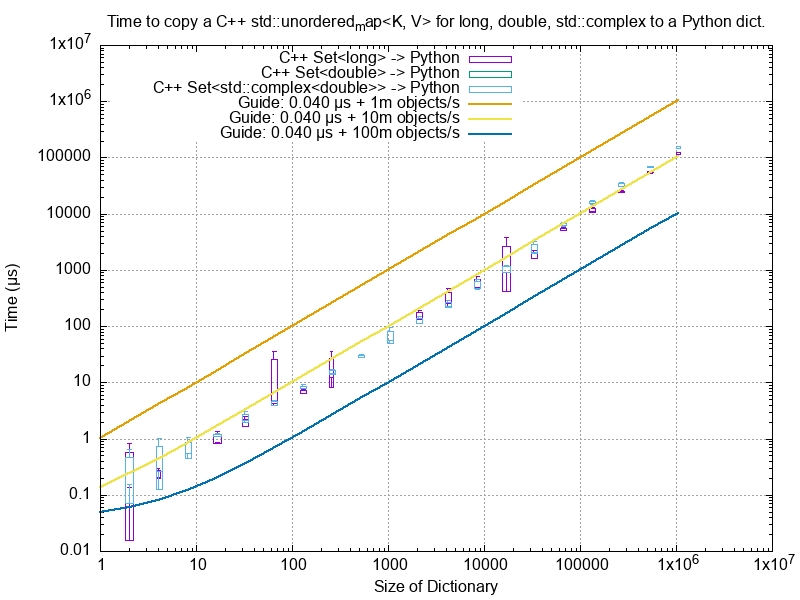 Time to copy a C++ std::unordered_map<K, V> for long, double, std::complex to a Python dict.
C++ Set<long> -> Python
C++ Set<double> -> Python
C++ Set<std::complex<double>> -> Python
Guide: 0.040 µs + 1m objects/s
Guide: 0.040 µs + 10m objects/s
Guide: 0.040 µs + 100m objects/s
Time (µs)
1x10^7
1x10^6
100000
10000
1000
100
10
1
0.1
0.01
1 10 100 1000 10000 100000 1x10^6 1x10^7
Size of Dictionary